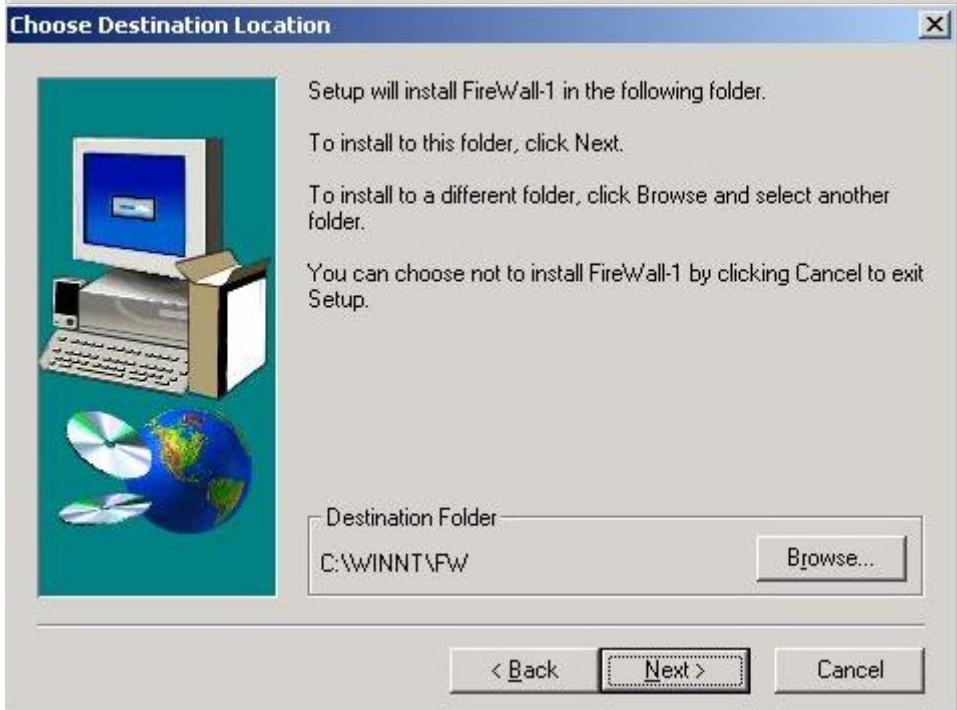 Choose Destination Location
Setup will install FireWall-1 in the following folder.
To install to this folder, click Next.
To install to a different folder, click Browse and select another
folder.
You can choose not to install FireWall-1 by clicking Cancel to exit
Setup.
Destination Folder
C:\WINNT\FW
Browse...
< Back
Next >
Cancel